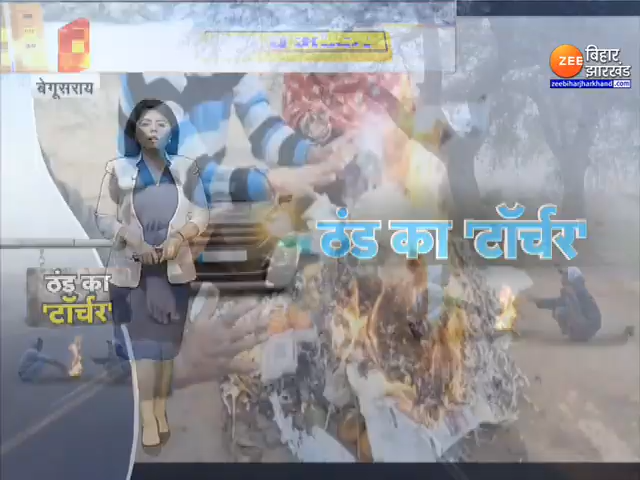 ZEE
बिहार
झारखंड
zeebiharjharkhand.com
बेगूसराय
ठंड का 'टॉर्चर'
ठंड का
'टॉर्चर'